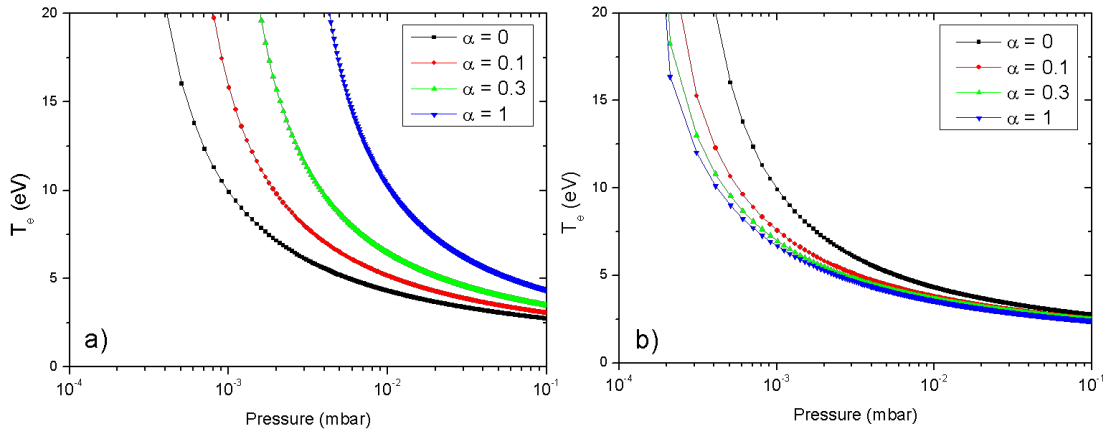 20
15
10
5
0
T_e (eV)
10^-4
10^-3
10^-2
10^-1
Pressure (mbar)
α = 0
α = 0.1
α = 0.3
α = 1
a)
20
15
10
5
0
T_e (eV)
10^-4
10^-3
10^-2
10^-1
Pressure (mbar)
α = 0
α = 0.1
α = 0.3
α = 1
b)